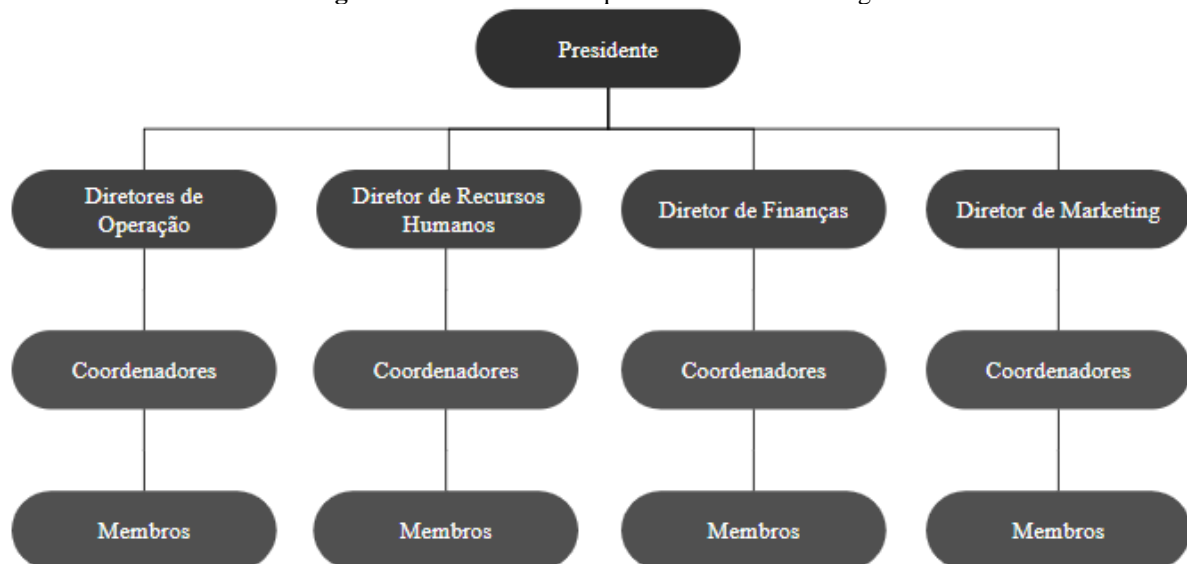 Presidente
Diretores de
Operação
Diretor de Recursos
Humanos
Diretor de Finanças
Diretor de Marketing
Coordenadores
Coordenadores
Coordenadores
Coordenadores
Membros
Membros
Membros
Membros